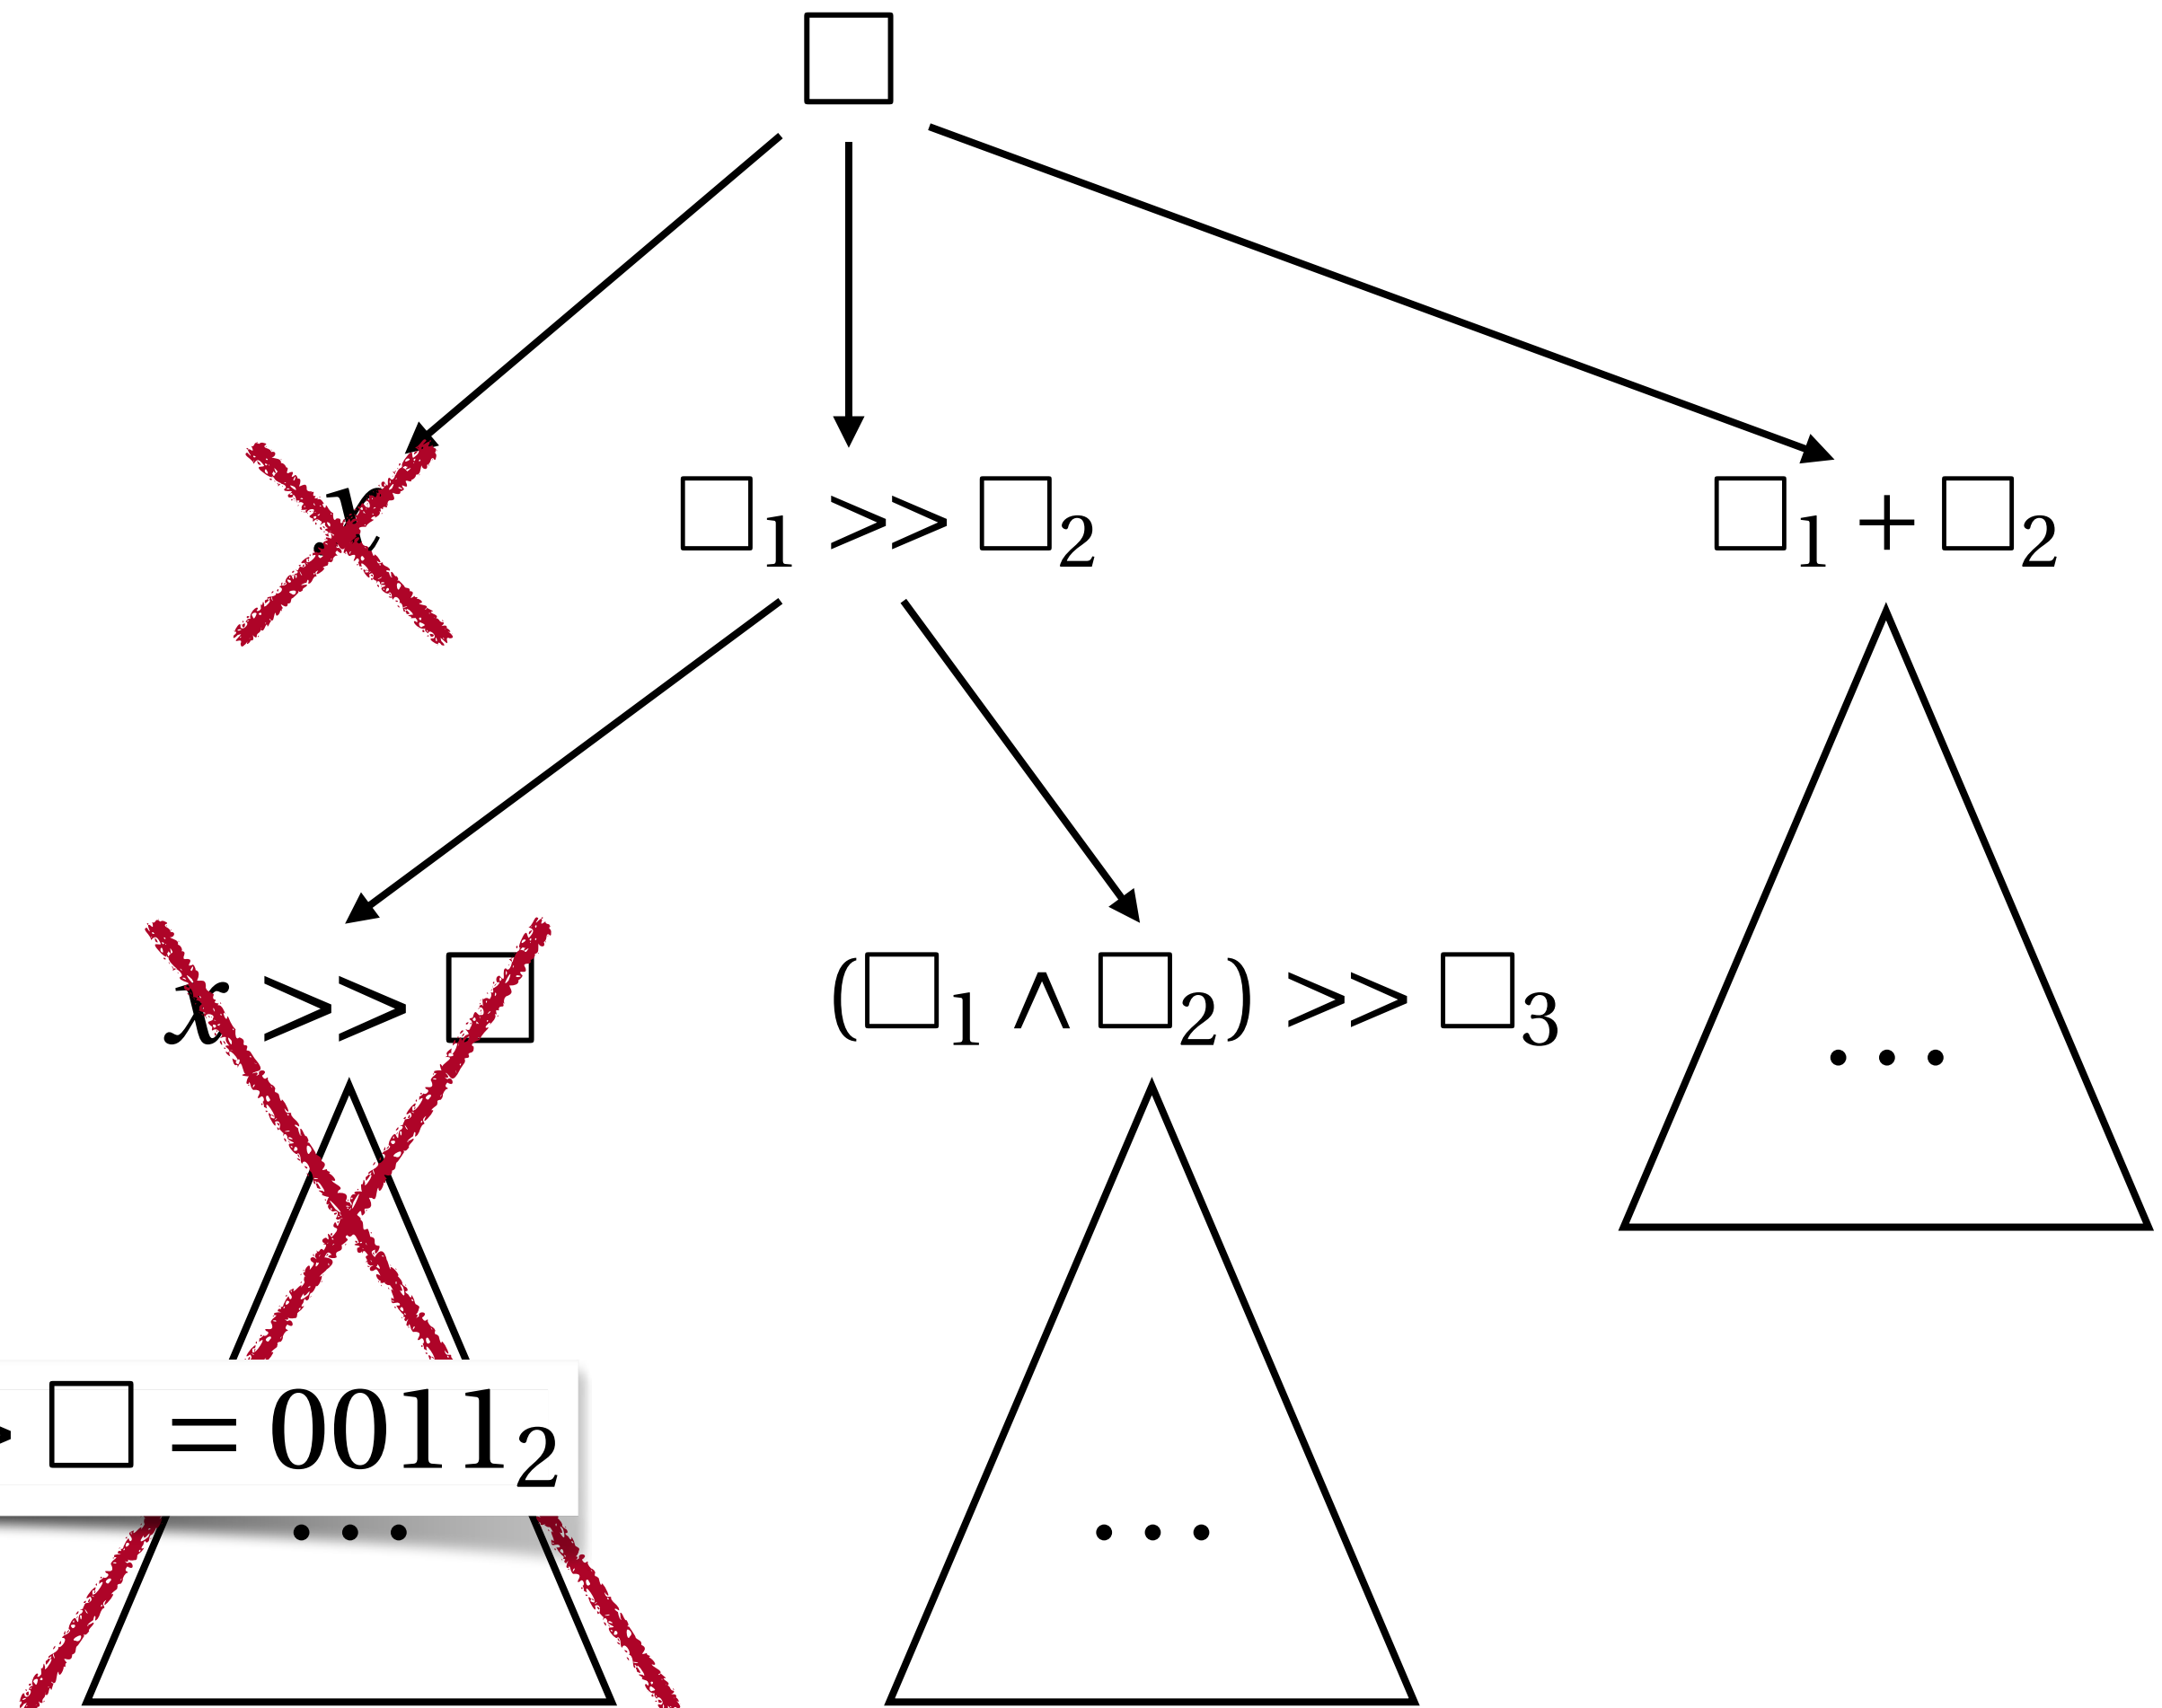 □
x
□₁ >> □₂
□₁ + □₂
x >> □
(□₁ ∧ □₂) >> □₃
...
□ = 0011₂
...
...